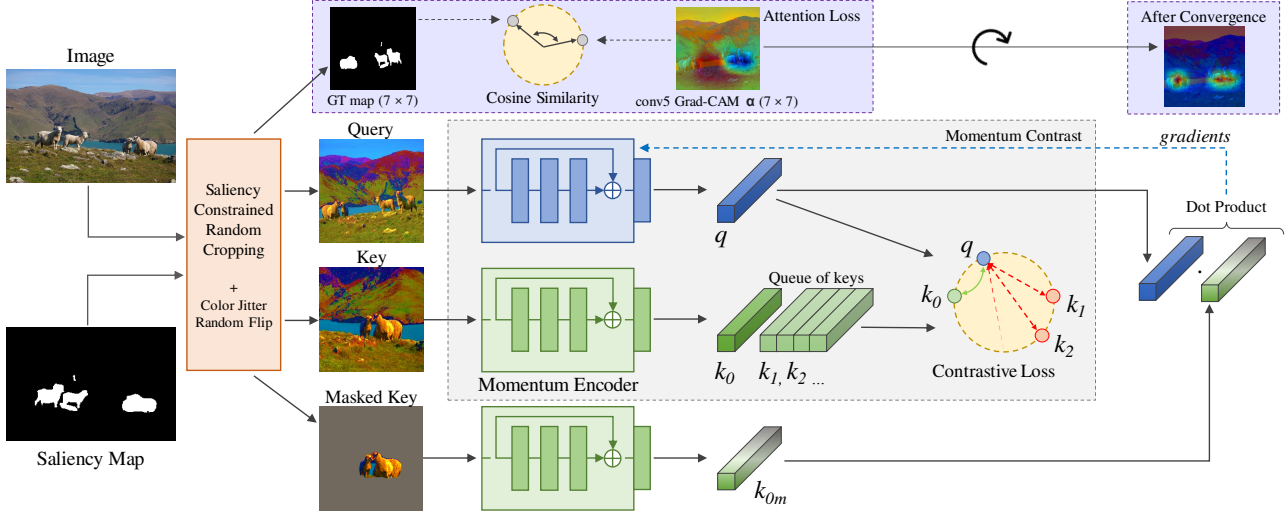 Image
Saliency Map
Saliency
Constrained
Random
Cropping
+
Color Jitter
Random Flip
GT map (7 × 7)
Cosine Similarity
conv5 Grad-CAM α (7 × 7)
Attention Loss
After Convergence
Query
Key
Masked Key
Momentum Contrast
Momentum Encoder
q
Queue of keys
k0
k1, k2 ...
q
k0
k1
k2
Contrastive Loss
k0m
gradients
Dot Product
.